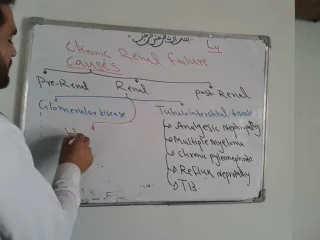 Chronic Renal Failure
Causes
Pre-Renal Renal post Renal
Glomerular disease Tubulointerstitial disease
Analgesic Nephropathy
Multiple Myeloma
Chronic pyelonephritis
Reflux Nephropathy
TB